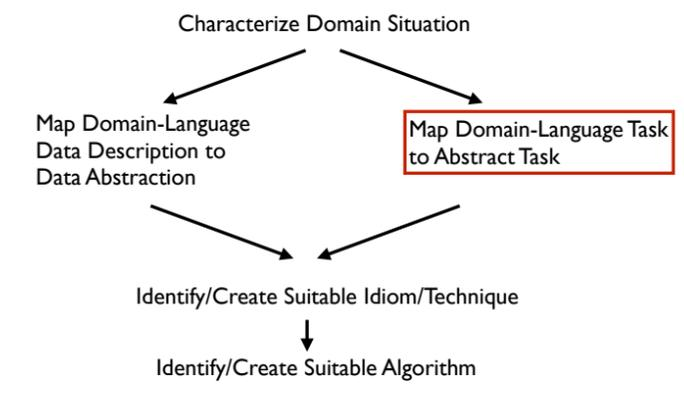 Characterize Domain Situation
Map Domain-Language
Data Description to
Data Abstraction
Map Domain-Language Task
to Abstract Task
Identify/Create Suitable Idiom/Technique
Identify/Create Suitable Algorithm